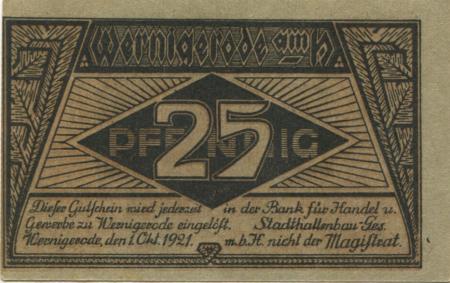 Wernigerode am H
25
PFENNIG
Dieser Gutschein wird jederzeit in der Bank für Handel u.
Gewerbe zu Wernigerode eingelöst. Stadthallenbau-Ges.
Wernigerode, den 1. Okt. 1921. m.b.H. nicht der Magistrat.